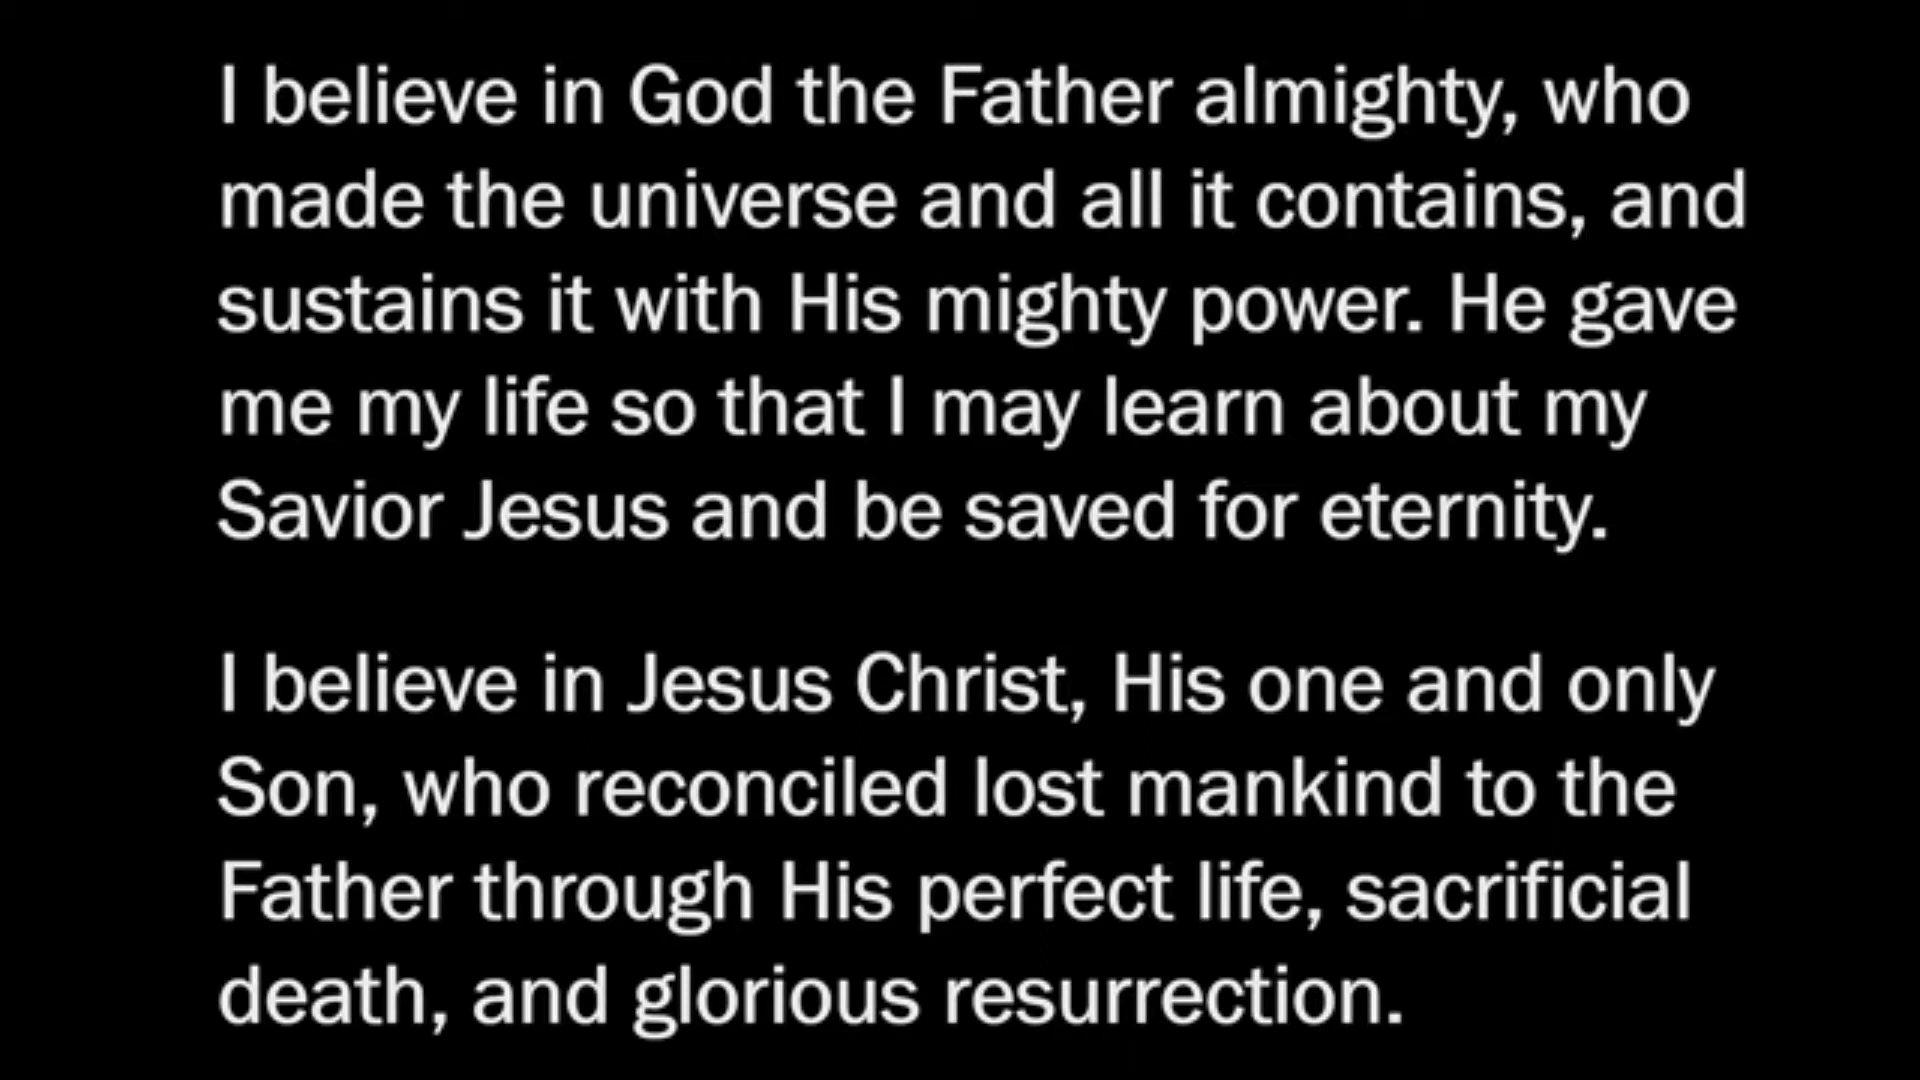 I believe in God the Father almighty, who
made the universe and all it contains, and
sustains it with His mighty power. He gave
me my life so that I may learn about my
Savior Jesus and be saved for eternity.
I believe in Jesus Christ, His one and only
Son, who reconciled lost mankind to the
Father through His perfect life, sacrificial
death, and glorious resurrection.